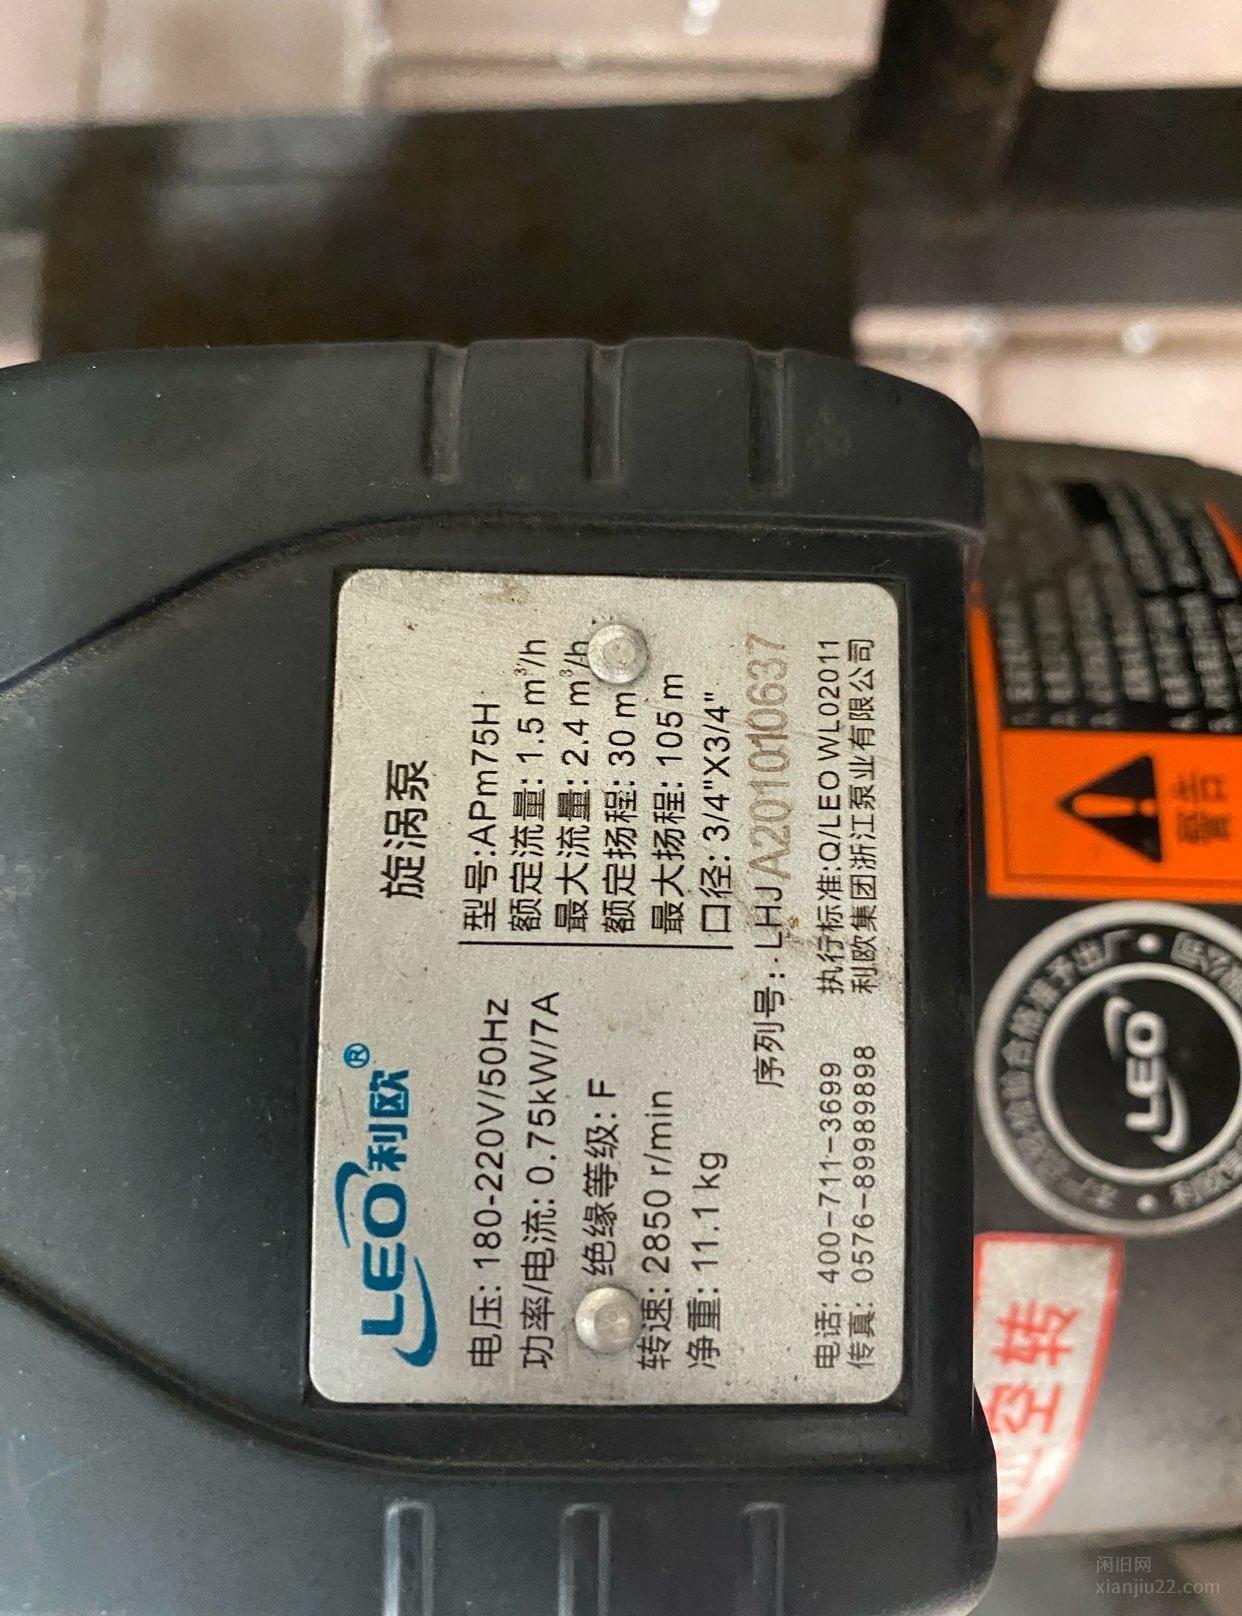 LEO利欧®
旋涡泵
电压: 180-220V/50Hz
功率/电流: 0.75kW/7A
绝缘等级: F
转速: 2850 r/min
净重: 11.1kg
型号:APm75H
额定流量: 1.5 m³/h
最大流量: 2.4 m³/h
额定扬程: 30 m
最大扬程: 105 m
口径: 3/4"X3/4"
序列号: LHJA201010637
电话: 400-711-3699
执行标准:Q/LEO WL02011
传真: 0576-89989898
利欧集团浙江泵业有限公司
警告
LEO
空转
闲旧网
xianjiu22.com